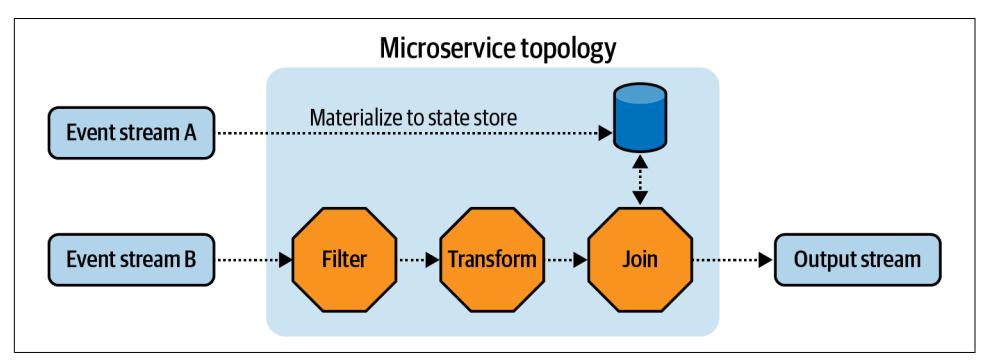 Microservice topology
Event stream A
Materialize to state store
Event stream B
Filter
Transform
Join
Output stream